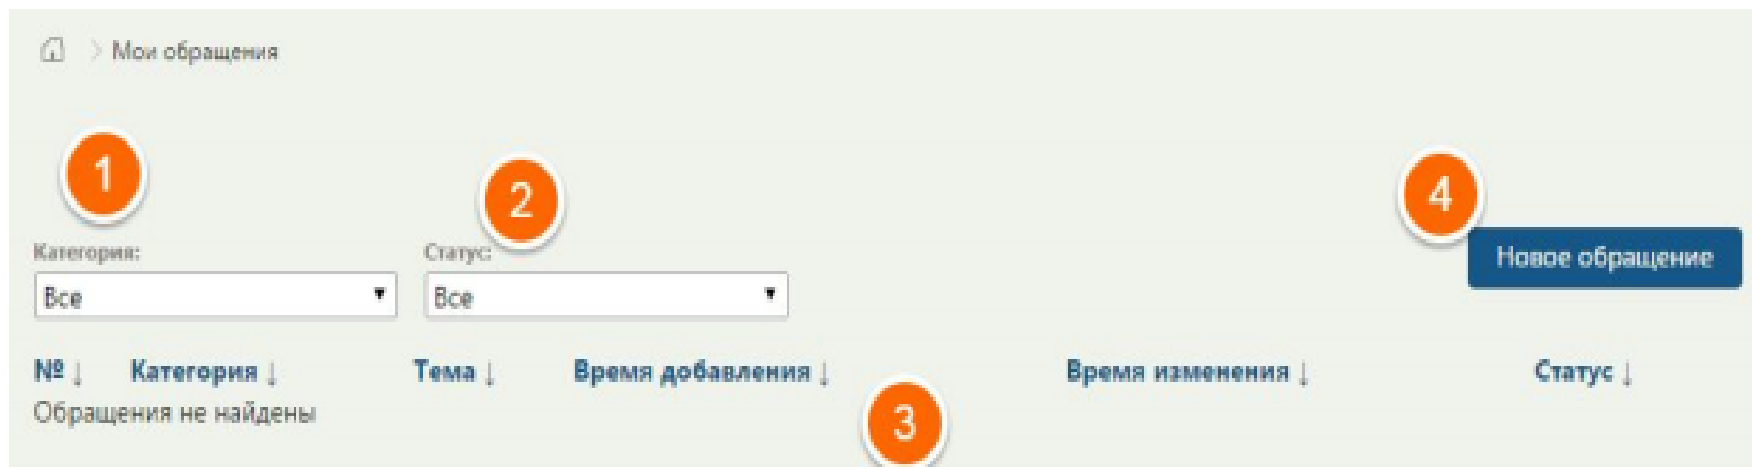 Мои обращения
1
2
4
Категория:
Статус:
Новое обращение
Все
Все
№ ↓ Категория ↓ Тема ↓ Время добавления ↓ Время изменения ↓ Статус ↓
Обращения не найдены
3